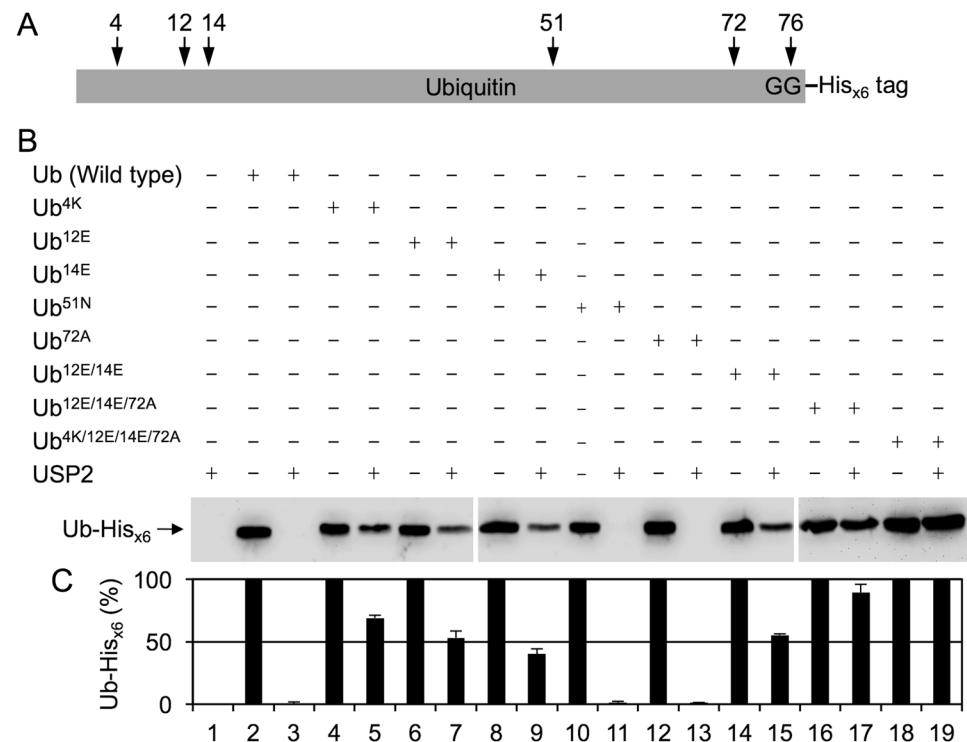 A
4 12 14 51 72 76
Ubiquitin GG Hisx6 tag
B
Ub (Wild type) – + + – – – – – – – – – – – – – – – –
Ub4K – – – + + – – – – – – – – – – – – – –
Ub12E – – – – – + + – – – – – – – – – – – –
Ub14E – – – – – – – + + – – – – – – – – – –
Ub51N – – – – – – – – – + + – – – – – – – –
Ub72A – – – – – – – – – – – + + – – – – – –
Ub12E/14E – – – – – – – – – – – – – + + – – – –
Ub12E/14E/72A – – – – – – – – – – – – – – – + + – –
Ub4K/12E/14E/72A – – – – – – – – – – – – – – – – – + +
USP2 + – + – + – + – + – + – + – + – + – +
Ub-Hisx6
C
Ub-Hisx6 (%)
100
50
0
1 2 3 4 5 6 7 8 9 10 11 12 13 14 15 16 17 18 19